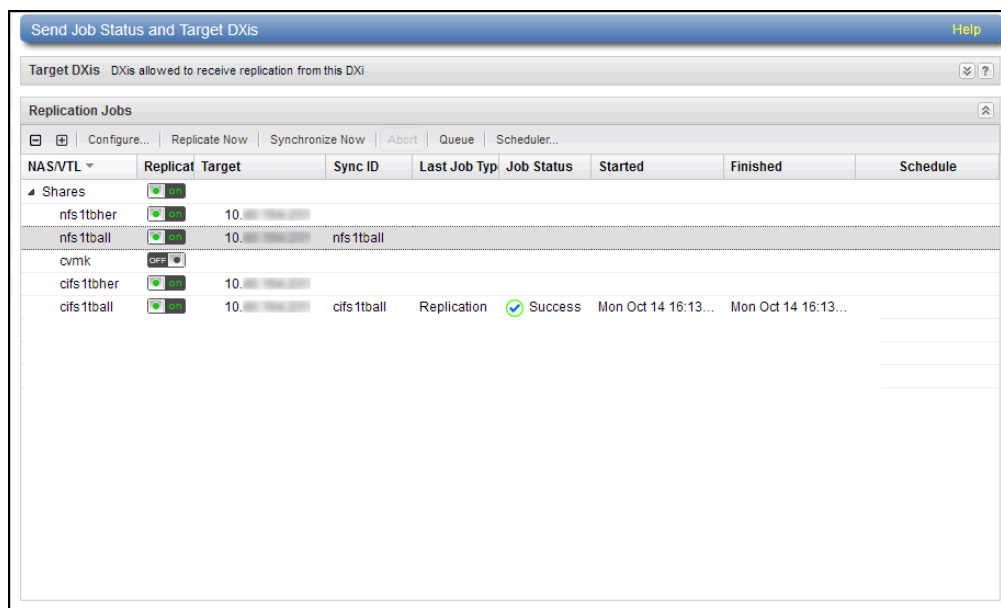 Send Job Status and Target DXis Help
Target DXis DXis allowed to receive replication from this DXi ?
Replication Jobs
Configure... Replicate Now Synchronize Now Abort Queue Scheduler...
NAS/VTL Replicat Target Sync ID Last Job Typ Job Status Started Finished Schedule
Shares on
nfs1tbher on 10.
nfs1tball on 10. nfs1tball
cvmk OFF
cifs1tbher on 10.
cifs1tball on 10. cifs1tball Replication Success Mon Oct 14 16:13... Mon Oct 14 16:13...